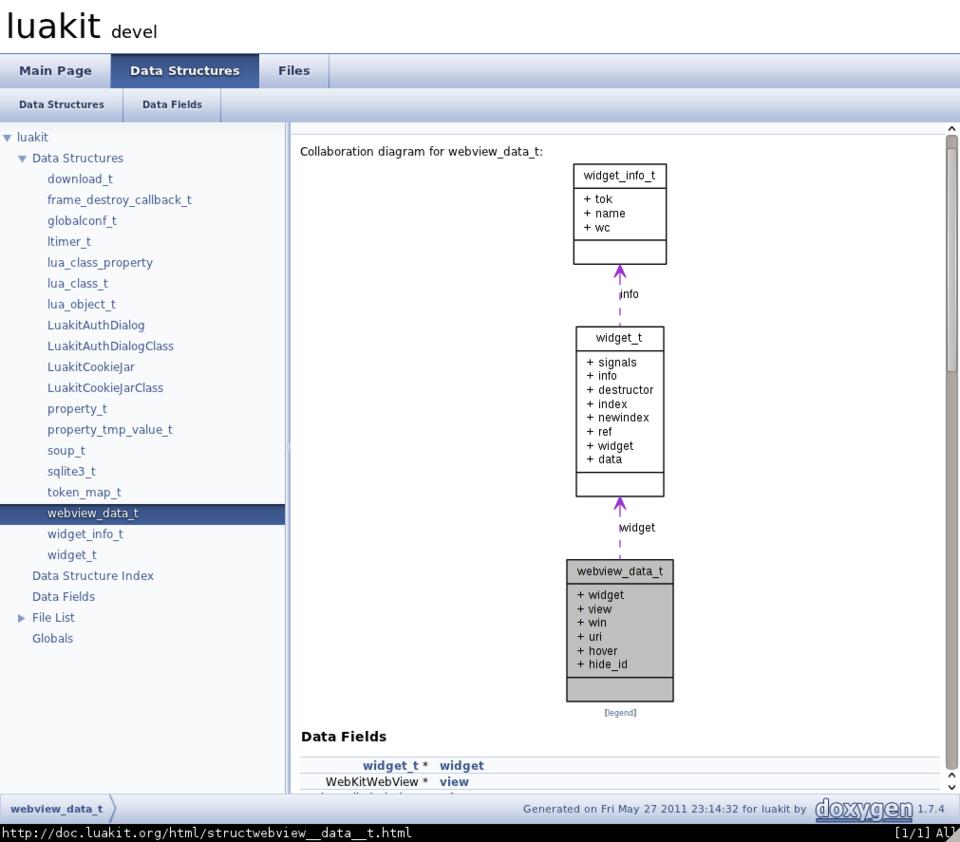 luakit devel
Main Page Data Structures Files
Data Structures Data Fields
luakit
Data Structures
download_t
frame_destroy_callback_t
globalconf_t
ltimer_t
lua_class_property
lua_class_t
lua_object_t
LuakitAuthDialog
LuakitAuthDialogClass
LuakitCookieJar
LuakitCookieJarClass
property_t
property_tmp_value_t
soup_t
sqlite3_t
token_map_t
webview_data_t
widget_info_t
widget_t
Data Structure Index
Data Fields
File List
Globals
Collaboration diagram for webview_data_t:
widget_info_t
+ tok
+ name
+ wc
info
widget_t
+ signals
+ info
+ destructor
+ index
+ newindex
+ ref
+ widget
+ data
widget
webview_data_t
+ widget
+ view
+ win
+ uri
+ hover
+ hide_id
[legend]
Data Fields
widget_t * widget
WebKitWebView * view
webview_data_t
Generated on Fri May 27 2011 23:14:32 for luakit by doxygen 1.7.4
http://doc.luakit.org/html/structwebview__data__t.html [1/1] All